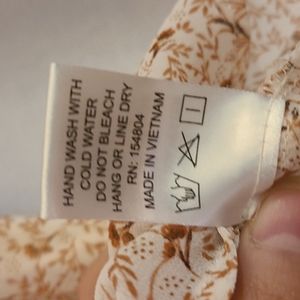 HAND WASH WITH
COLD WATER
DO NOT BLEACH
HANG OR LINE DRY
RN: 154804
MADE IN VIETNAM